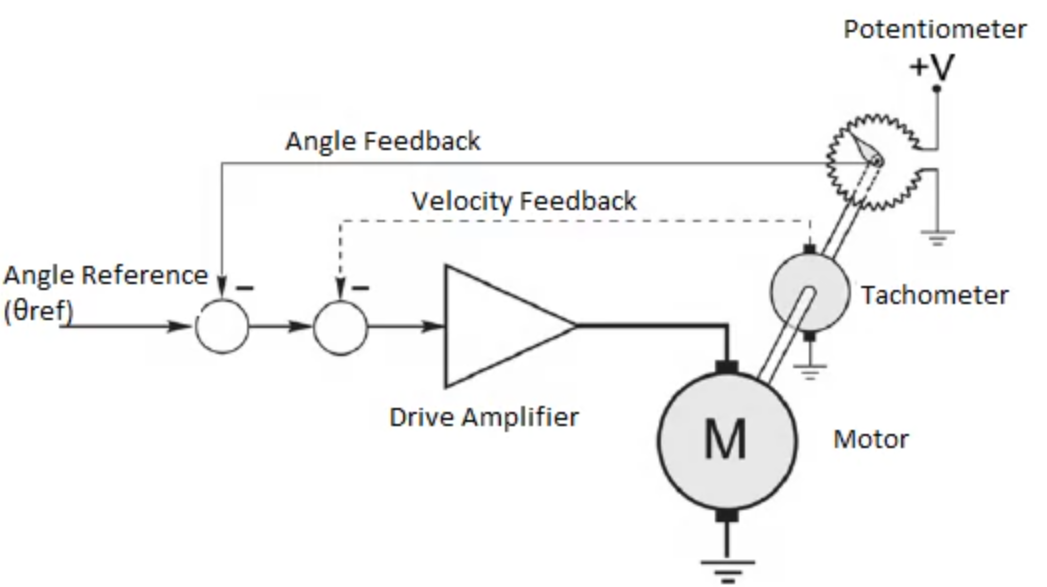 Potentiometer
+V
Angle Feedback
Velocity Feedback
Angle Reference
(θref)
Tachometer
Drive Amplifier
M
Motor